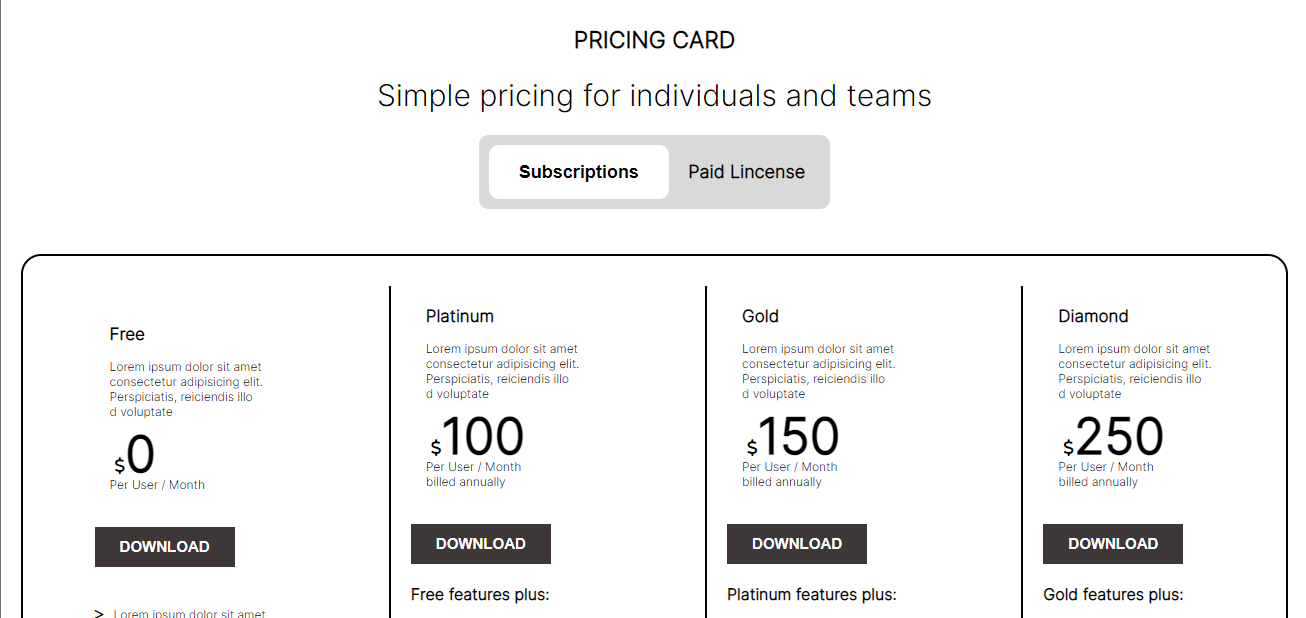 PRICING CARD
Simple pricing for individuals and teams
Subscriptions
Paid Lincense
Free
Lorem ipsum dolor sit amet
consectetur adipisicing elit.
Perspiciatis, reiciendis illo
d voluptate
$0
Per User / Month
DOWNLOAD
> Lorem ipsum dolor sit amet
Platinum
Lorem ipsum dolor sit amet
consectetur adipisicing elit.
Perspiciatis, reiciendis illo
d voluptate
$100
Per User / Month
billed annually
DOWNLOAD
Free features plus:
Gold
Lorem ipsum dolor sit amet
consectetur adipisicing elit.
Perspiciatis, reiciendis illo
d voluptate
$150
Per User / Month
billed annually
DOWNLOAD
Platinum features plus:
Diamond
Lorem ipsum dolor sit amet
consectetur adipisicing elit.
Perspiciatis, reiciendis illo
d voluptate
$250
Per User / Month
billed annually
DOWNLOAD
Gold features plus: